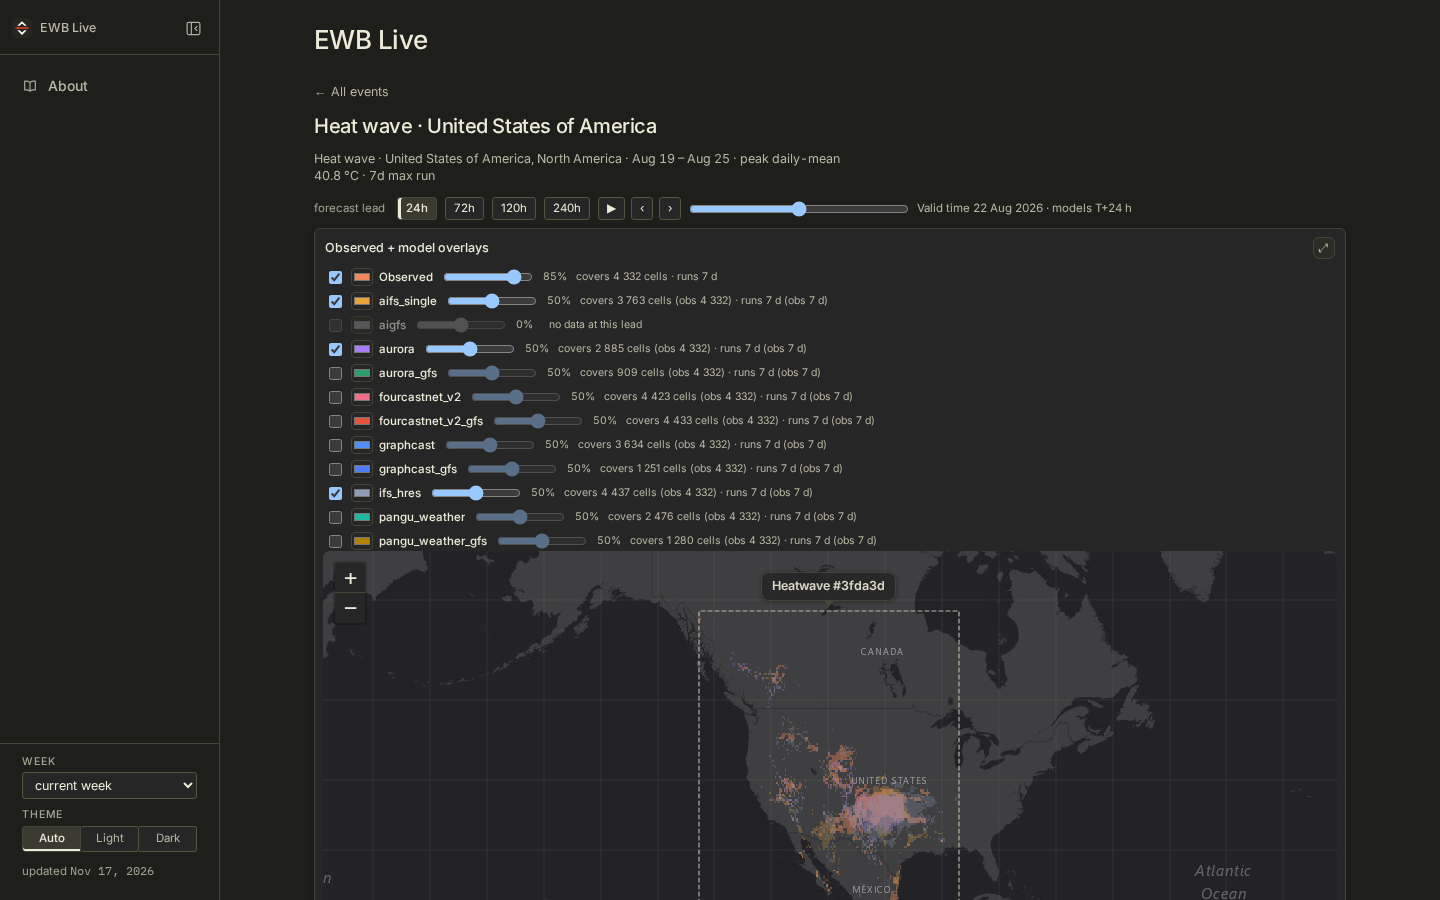 EWB Live
About
WEEK
current week
THEME
Auto Light Dark
updated Nov 17, 2026
EWB Live
← All events
Heat wave · United States of America
Heat wave · United States of America, North America · Aug 19 – Aug 25 · peak daily-mean
40.8 °C · 7d max run
forecast lead 24h 72h 120h 240h ▶ ‹ › Valid time 22 Aug 2026 · models T+24 h
Observed + model overlays
Observed 85% covers 4 332 cells · runs 7 d
aifs_single 50% covers 3 763 cells (obs 4 332) · runs 7 d (obs 7 d)
aigfs 0% no data at this lead
aurora 50% covers 2 885 cells (obs 4 332) · runs 7 d (obs 7 d)
aurora_gfs 50% covers 909 cells (obs 4 332) · runs 7 d (obs 7 d)
fourcastnet_v2 50% covers 4 423 cells (obs 4 332) · runs 7 d (obs 7 d)
fourcastnet_v2_gfs 50% covers 4 433 cells (obs 4 332) · runs 7 d (obs 7 d)
graphcast 50% covers 3 634 cells (obs 4 332) · runs 7 d (obs 7 d)
graphcast_gfs 50% covers 1 251 cells (obs 4 332) · runs 7 d (obs 7 d)
ifs_hres 50% covers 4 437 cells (obs 4 332) · runs 7 d (obs 7 d)
pangu_weather 50% covers 2 476 cells (obs 4 332) · runs 7 d (obs 7 d)
pangu_weather_gfs 50% covers 1 280 cells (obs 4 332) · runs 7 d (obs 7 d)
+
−
Heatwave #3fda3d
CANADA
UNITED STATES
MÉXICO
n
Atlantic
Ocean